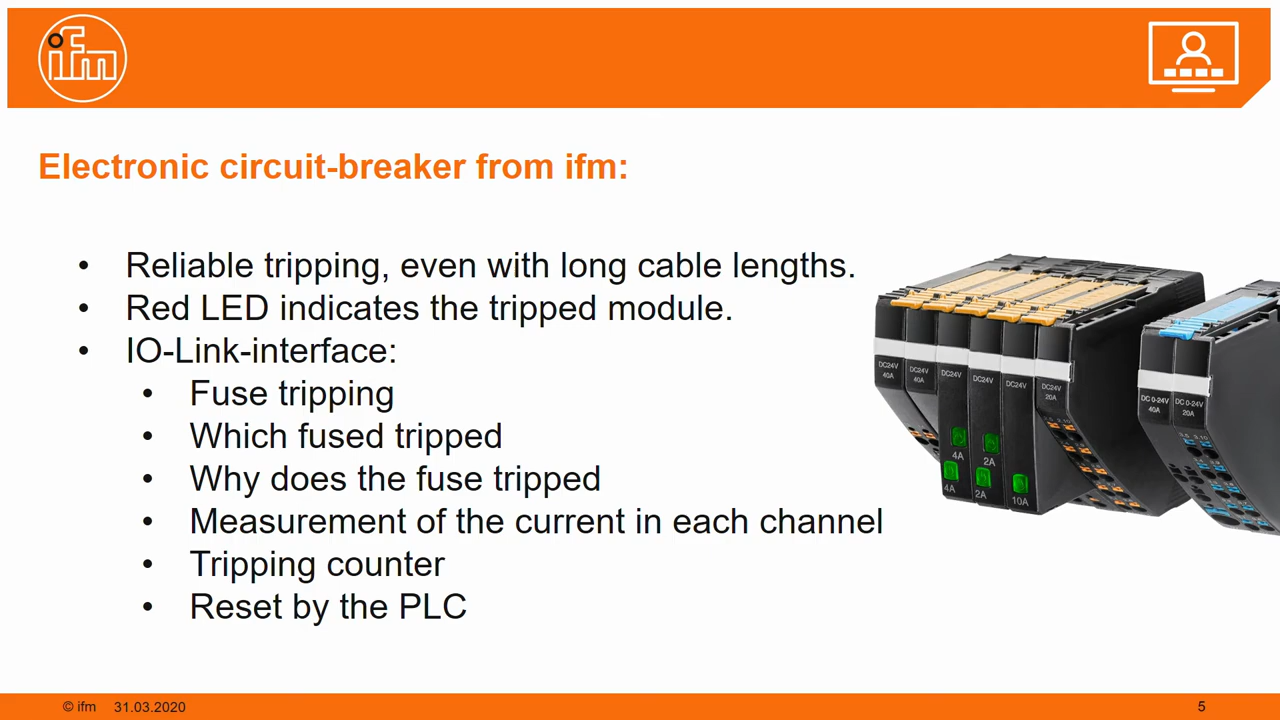 ifm
Electronic circuit-breaker from ifm:
• Reliable tripping, even with long cable lengths.
• Red LED indicates the tripped module.
• IO-Link-interface:
• Fuse tripping
• Which fused tripped
• Why does the fuse tripped
• Measurement of the current in each channel
• Tripping counter
• Reset by the PLC
DC24V
40A
DC24V
40A
DC24V
DC24V
DC24V
DC24V
20A
4A
4A
2A
2A
10A
DC 0-24V
40A
DC 0-24V
20A
© ifm 31.03.2020
5